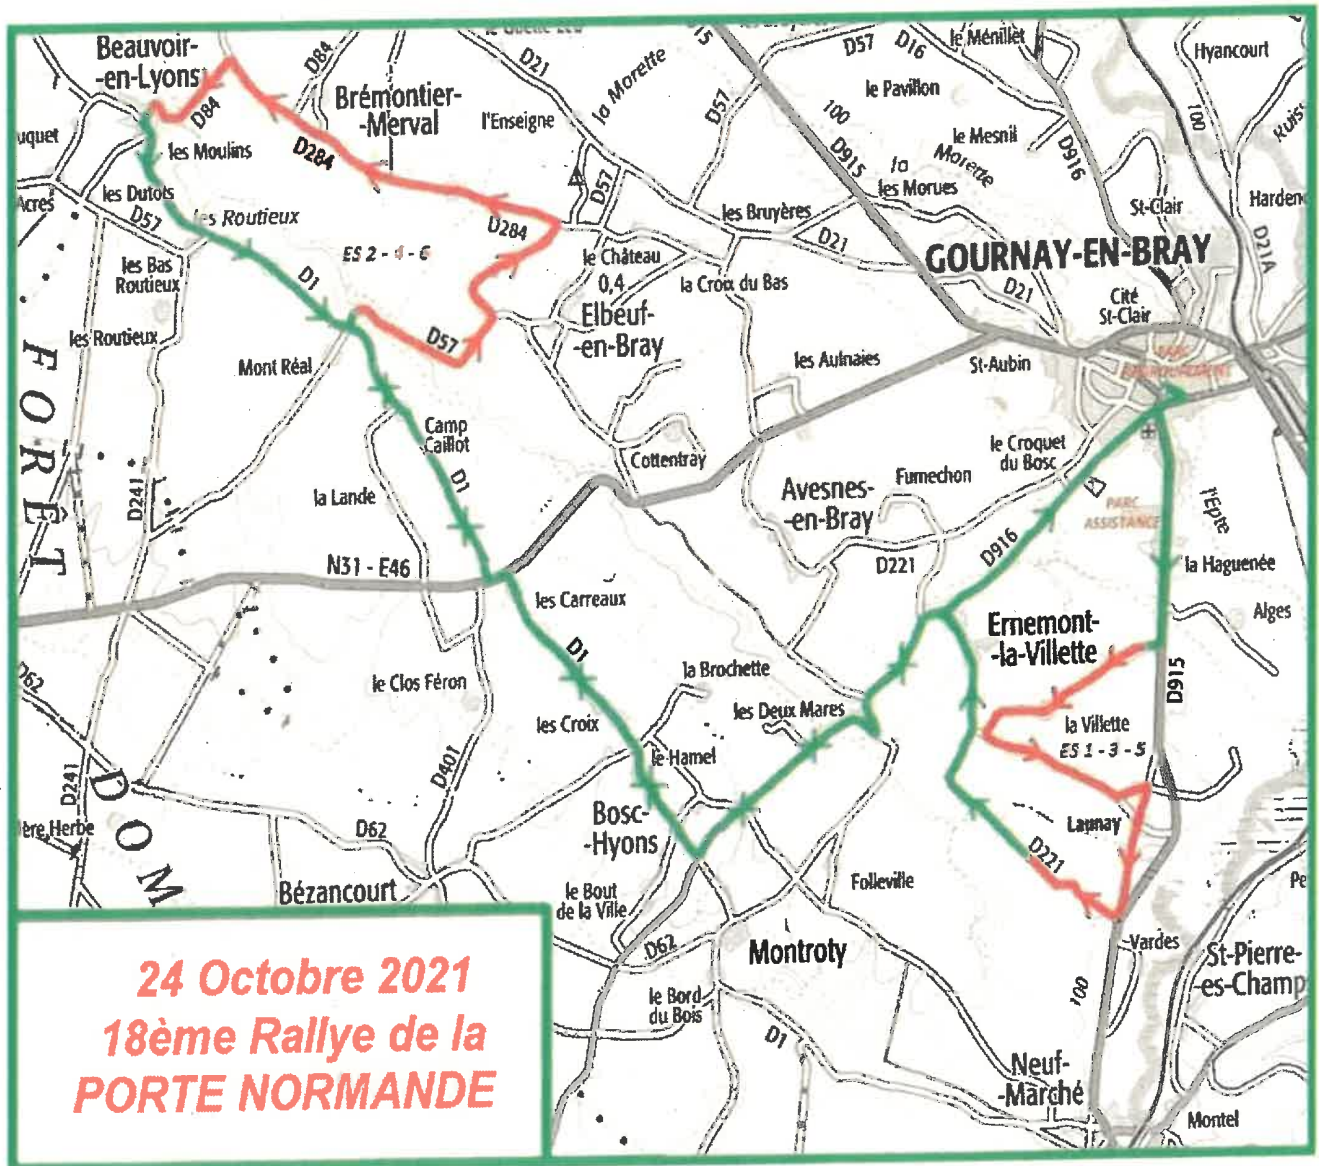 Beauvoir-
-en-Lyons
D84
D84
D21
la Morette
D57
D16
le Ménillet
Hyancourt
Brémontier-
-Merval
l'Enseigne
D57
100
D915
le Pavillon
le Mesnil
D916
100
uquet
les Moulins
D284
la Morette
les Morues
St-Clair
Acres
les Dutots
D57
les Routieux
D57
les Bruyères
D21
D21A
ES 2 - 4 - 6
D284
le Château
0,4
la Croix du Bas
GOURNAY-EN-BRAY
les Bas
Routieux
D1
D21
Cité
St-Clair
les Routieux
D57
Elbeuf-
-en-Bray
FORÊT
Mont Réal
les Aulnaies
St-Aubin
PARC
Camp
Caillot
Cottentray
le Croquet
du Bosc
D241
la Lande
D1
Avesnes-
-en-Bray
Fumechon
PARC
ASSISTANCE
l'Epte
D916
N31 - E46
D221
la Haguenée
les Carreaux
Alges
Ernemont-
-la-Villette
D1
D62
le Clos Féron
la Brochette
D915
les Croix
les Deux Mares
la Villette
ES 1 - 3 - 5
le-Hamel
D401
D241
DOM
Bosc-
-Hyons
Launay
ère Herbe
D62
D221
Bézancourt
le Bout
de la Ville
Folleville
Pe
D62
Montroty
Vardes
St-Pierre-
-es-Champ
100
le Bord
du Bois
D1
Neuf-
-Marché
Montel
24 Octobre 2021
18ème Rallye de la
PORTE NORMANDE